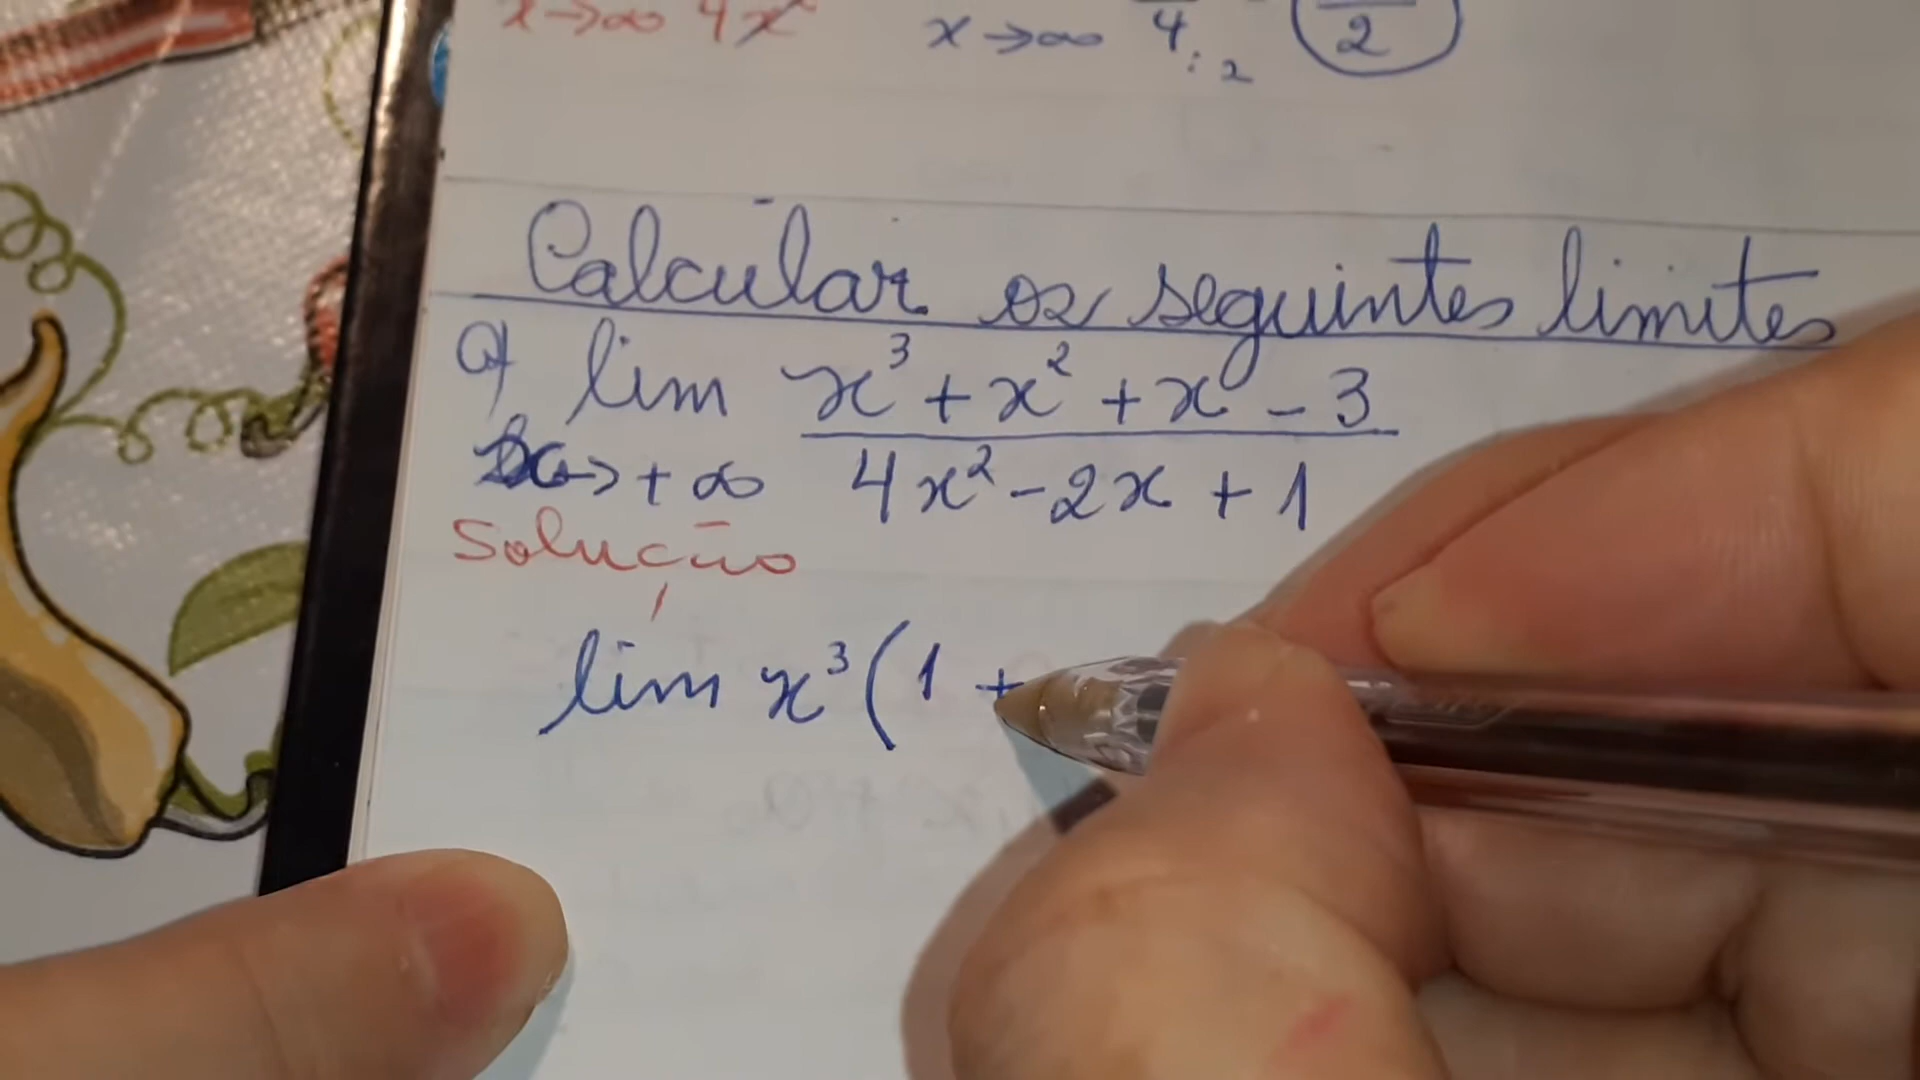 x→∞ 4x² x→∞ 4:2 2
Calcular os seguintes limites
a) lim x³ + x² + x - 3
x→+∞ 4x² - 2x + 1
Solução
lim x³ (1 +